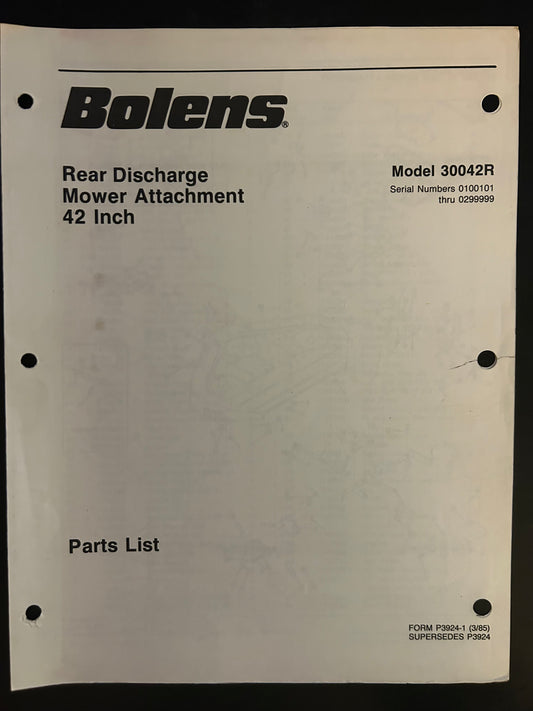 Bolens®
Rear Discharge
Mower Attachment
42 Inch
Model 30042R
Serial Numbers 0100101
thru 0299999
Parts List
FORM P3924-1 (3/85)
SUPERSEDES P3924